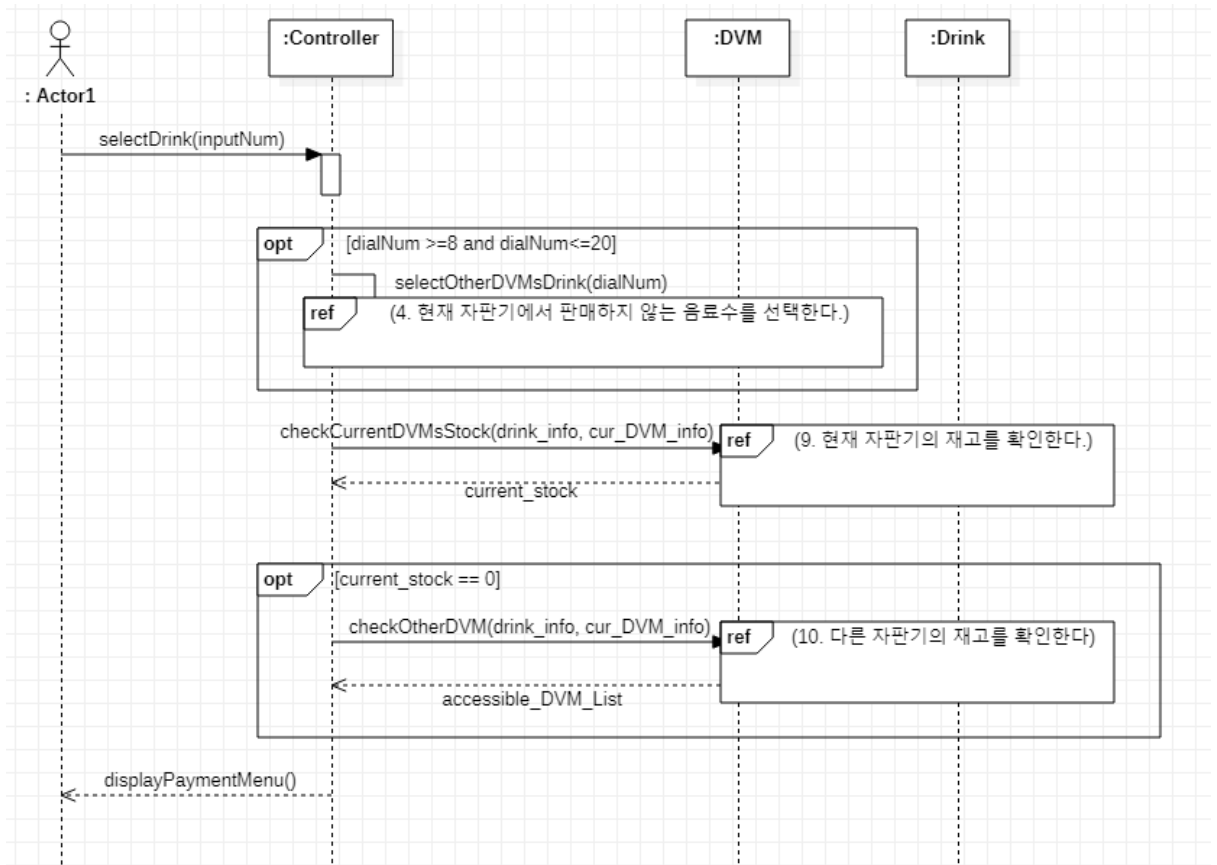 :Controller
:DVM
:Drink
: Actor1
selectDrink(inputNum)
opt [dialNum >=8 and dialNum<=20]
selectOtherDVMsDrink(dialNum)
ref (4. 현재 자판기에서 판매하지 않는 음료수를 선택한다.)
checkCurrentDVMsStock(drink_info, cur_DVM_info)
ref (9. 현재 자판기의 재고를 확인한다.)
current_stock
opt [current_stock == 0]
checkOtherDVM(drink_info, cur_DVM_info)
ref (10. 다른 자판기의 재고를 확인한다)
accessible_DVM_List
displayPaymentMenu()